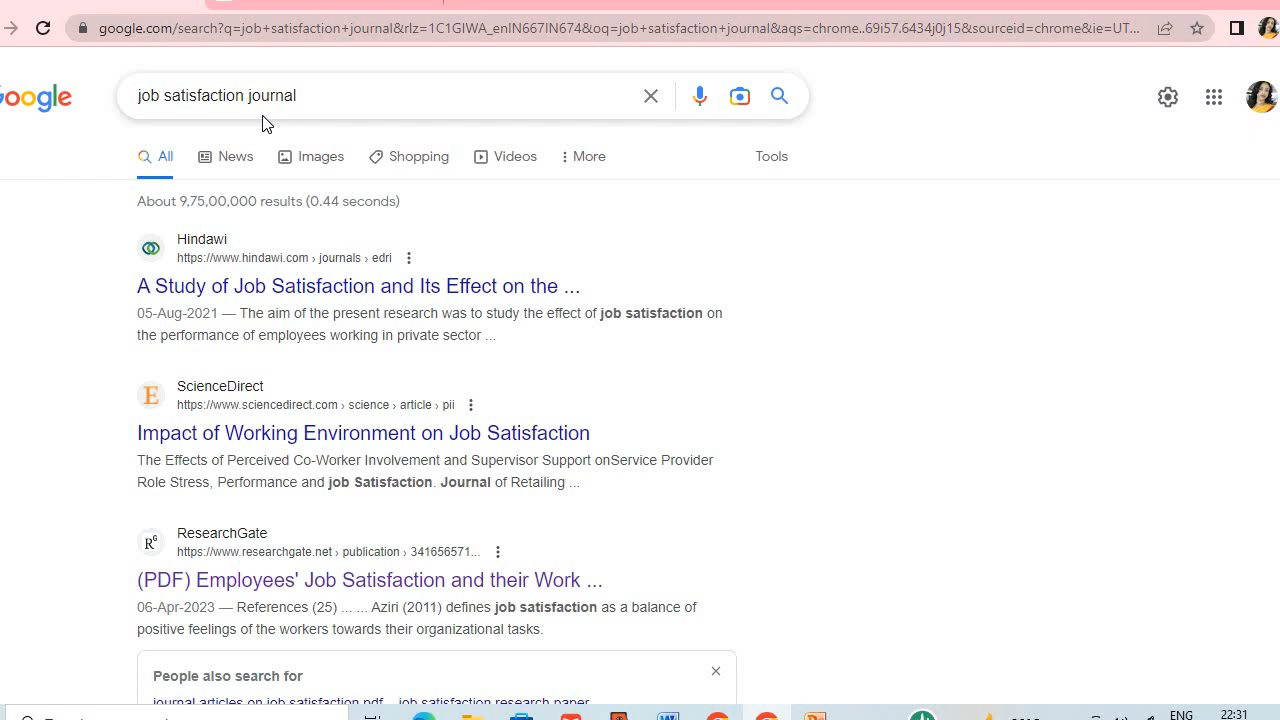 google.com/search?q=job+satisfaction+journal&rlz=1C1GIWA_enIN667IN674&oq=job+satisfaction+journal&aqs=chrome..69i57.6434j0j15&sourceid=chrome&ie=UT...
oogle
job satisfaction journal
All News Images Shopping Videos More Tools
About 9,75,00,000 results (0.44 seconds)
Hindawi
https://www.hindawi.com › journals › edri
A Study of Job Satisfaction and Its Effect on the ...
05-Aug-2021 — The aim of the present research was to study the effect of job satisfaction on
the performance of employees working in private sector ...
E
ScienceDirect
https://www.sciencedirect.com › science › article › pii
Impact of Working Environment on Job Satisfaction
The Effects of Perceived Co-Worker Involvement and Supervisor Support onService Provider
Role Stress, Performance and job Satisfaction. Journal of Retailing ...
RG
ResearchGate
https://www.researchgate.net › publication › 341656571...
(PDF) Employees' Job Satisfaction and their Work ...
06-Apr-2023 — References (25) ... ... Aziri (2011) defines job satisfaction as a balance of
positive feelings of the workers towards their organizational tasks.
People also search for
journal articles on job satisfaction pdf job satisfaction research paper
ENG 22:31